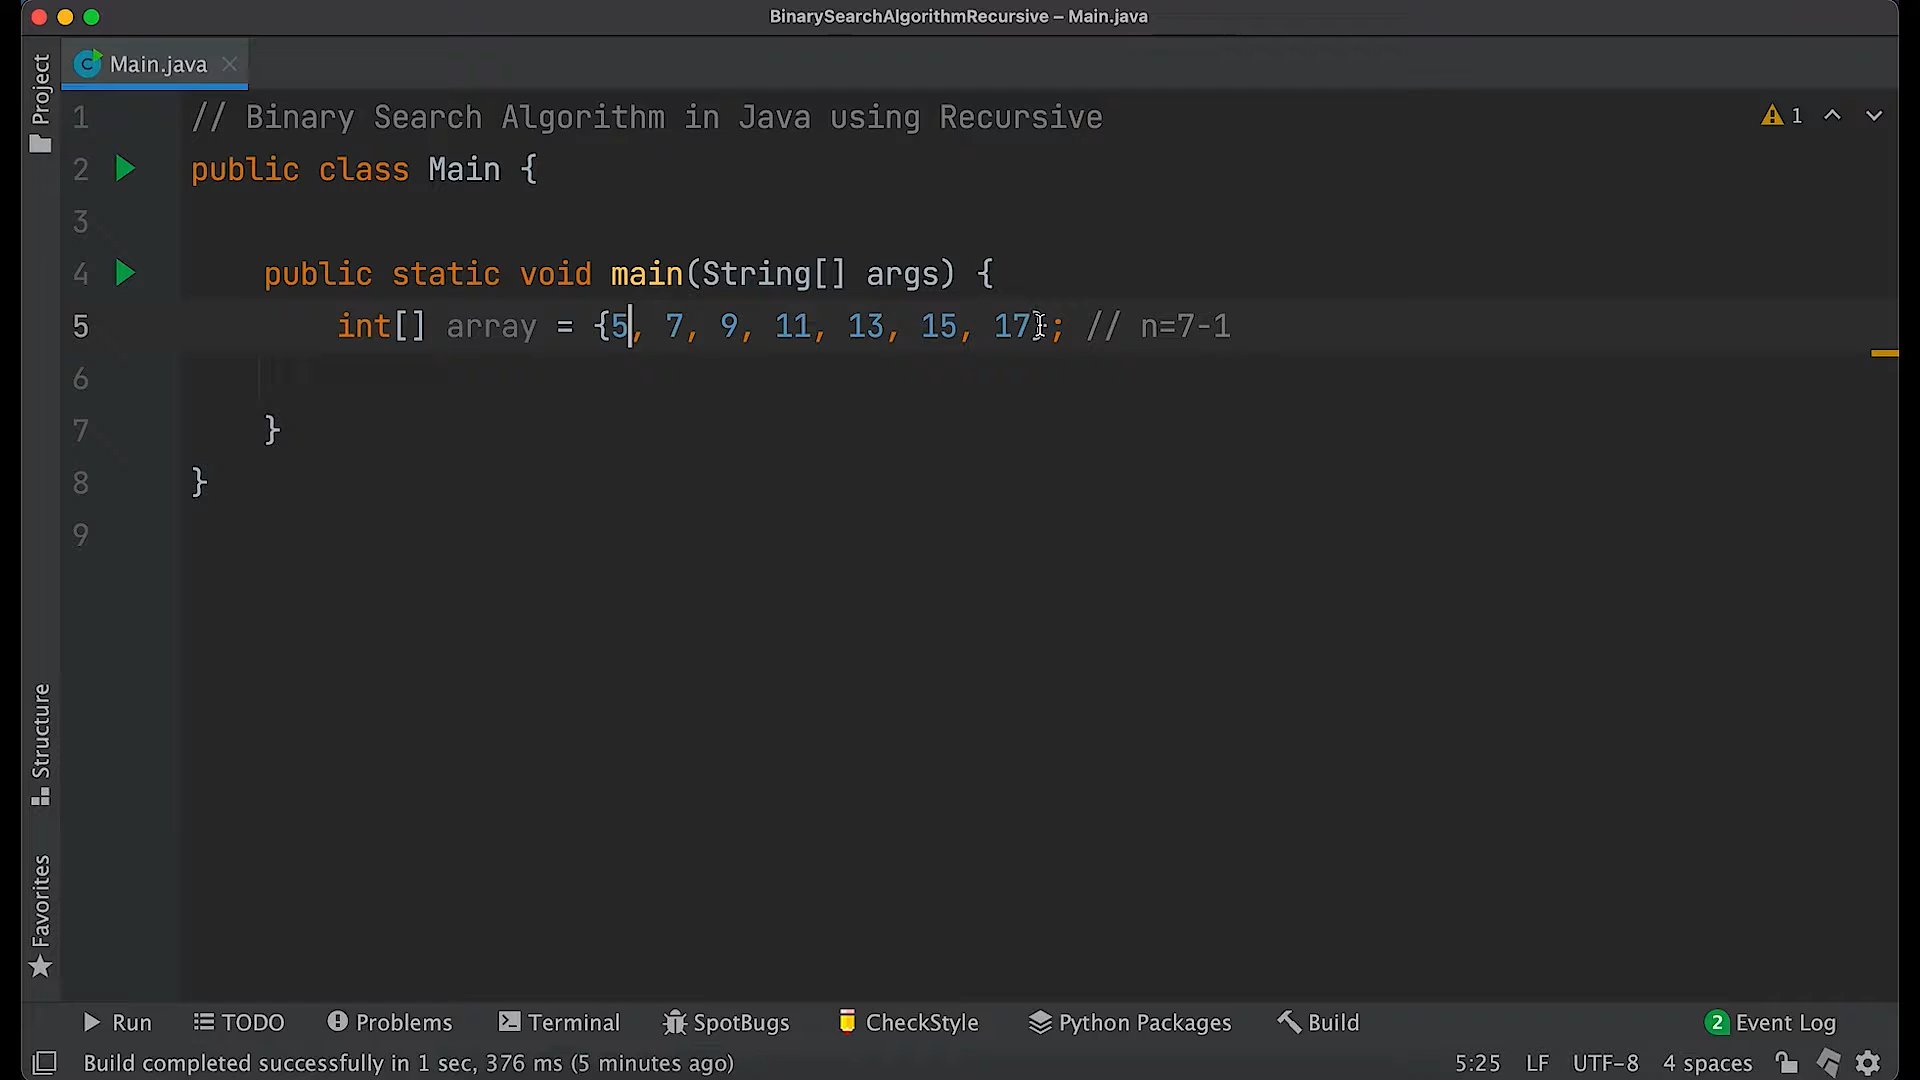 BinarySearchAlgorithmRecursive – Main.java
Project
Main.java
1 // Binary Search Algorithm in Java using Recursive
1
2 public class Main {
3
4 public static void main(String[] args) {
5 int[] array = {5, 7, 9, 11, 13, 15, 17}; // n=7-1
6
7 }
8 }
9
Structure
Favorites
Run TODO Problems Terminal SpotBugs CheckStyle Python Packages Build 2 Event Log
Build completed successfully in 1 sec, 376 ms (5 minutes ago) 5:25 LF UTF-8 4 spaces